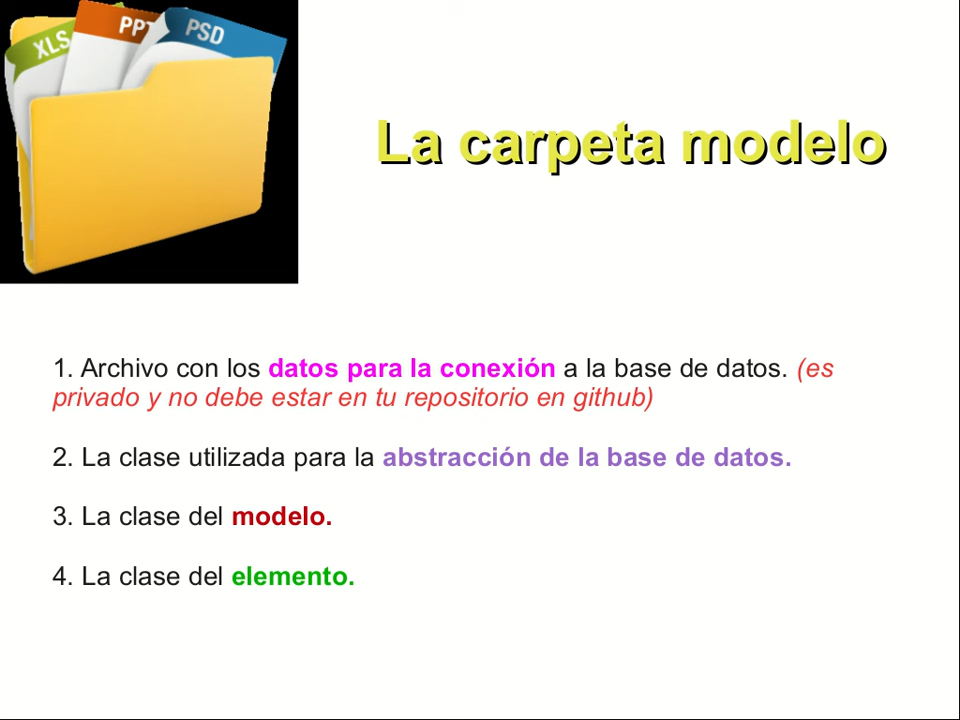 XLS
PPT
PSD
La carpeta modelo
1. Archivo con los datos para la conexión a la base de datos. (es
privado y no debe estar en tu repositorio en github)
2. La clase utilizada para la abstracción de la base de datos.
3. La clase del modelo.
4. La clase del elemento.